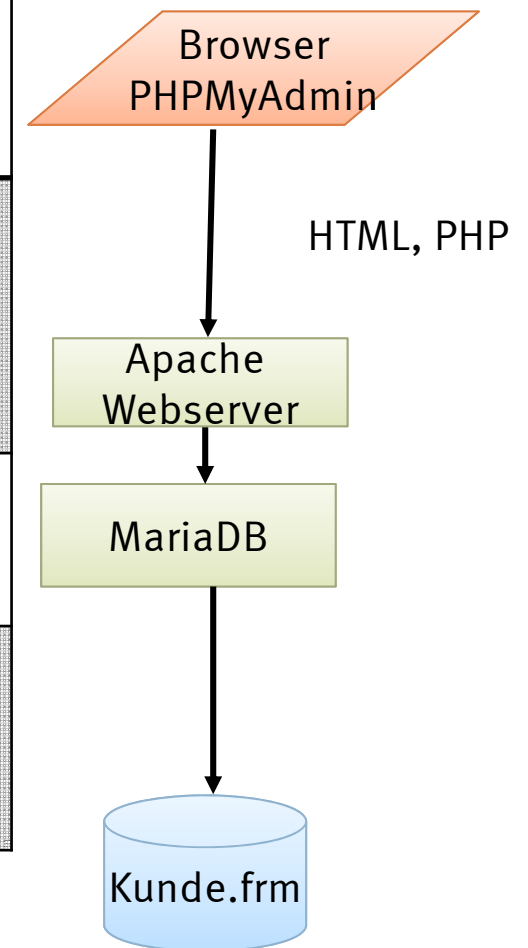 Browser
PHPMyAdmin
HTML, PHP
Apache
Webserver
MariaDB
Kunde.frm